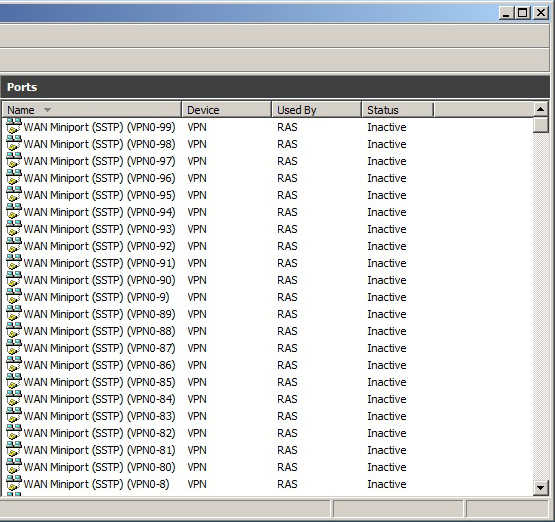 Ports
Name Device Used By Status
WAN Miniport (SSTP) (VPN0-99) VPN RAS Inactive
WAN Miniport (SSTP) (VPN0-98) VPN RAS Inactive
WAN Miniport (SSTP) (VPN0-97) VPN RAS Inactive
WAN Miniport (SSTP) (VPN0-96) VPN RAS Inactive
WAN Miniport (SSTP) (VPN0-95) VPN RAS Inactive
WAN Miniport (SSTP) (VPN0-94) VPN RAS Inactive
WAN Miniport (SSTP) (VPN0-93) VPN RAS Inactive
WAN Miniport (SSTP) (VPN0-92) VPN RAS Inactive
WAN Miniport (SSTP) (VPN0-91) VPN RAS Inactive
WAN Miniport (SSTP) (VPN0-90) VPN RAS Inactive
WAN Miniport (SSTP) (VPN0-9) VPN RAS Inactive
WAN Miniport (SSTP) (VPN0-89) VPN RAS Inactive
WAN Miniport (SSTP) (VPN0-88) VPN RAS Inactive
WAN Miniport (SSTP) (VPN0-87) VPN RAS Inactive
WAN Miniport (SSTP) (VPN0-86) VPN RAS Inactive
WAN Miniport (SSTP) (VPN0-85) VPN RAS Inactive
WAN Miniport (SSTP) (VPN0-84) VPN RAS Inactive
WAN Miniport (SSTP) (VPN0-83) VPN RAS Inactive
WAN Miniport (SSTP) (VPN0-82) VPN RAS Inactive
WAN Miniport (SSTP) (VPN0-81) VPN RAS Inactive
WAN Miniport (SSTP) (VPN0-80) VPN RAS Inactive
WAN Miniport (SSTP) (VPN0-8) VPN RAS Inactive